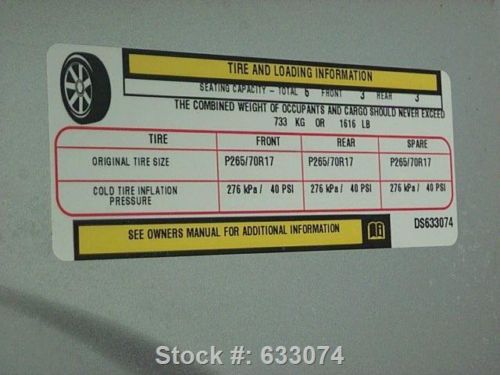 TIRE AND LOADING INFORMATION
SEATING CAPACITY - TOTAL 6 FRONT 3 REAR 3
THE COMBINED WEIGHT OF OCCUPANTS AND CARGO SHOULD NEVER EXCEED
733 KG OR 1616 LB
TIRE FRONT REAR SPARE
ORIGINAL TIRE SIZE P265/70R17 P265/70R17 P265/70R17
COLD TIRE INFLATION PRESSURE 276 kPa / 40 PSI 276 kPa / 40 PSI 276 kPa / 40 PSI
SEE OWNERS MANUAL FOR ADDITIONAL INFORMATION
DS633074
Stock #: 633074